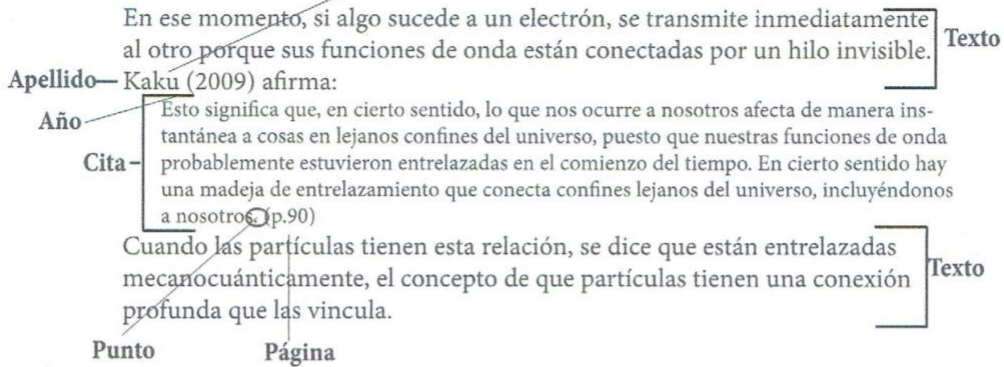 En ese momento, si algo sucede a un electrón, se transmite inmediatamente
al otro porque sus funciones de onda están conectadas por un hilo invisible.
Texto
Apellido
Kaku (2009) afirma:
Año
Esto significa que, en cierto sentido, lo que nos ocurre a nosotros afecta de manera ins-
tantánea a cosas en lejanos confines del universo, puesto que nuestras funciones de onda
Cita
probablemente estuvieron entrelazadas en el comienzo del tiempo. En cierto sentido hay
una madeja de entrelazamiento que conecta confines lejanos del universo, incluyéndonos
a nosotros. (p.90)
Cuando las partículas tienen esta relación, se dice que están entrelazadas
mecanocuánticamente, el concepto de que partículas tienen una conexión
Texto
profunda que las vincula.
Punto
Página